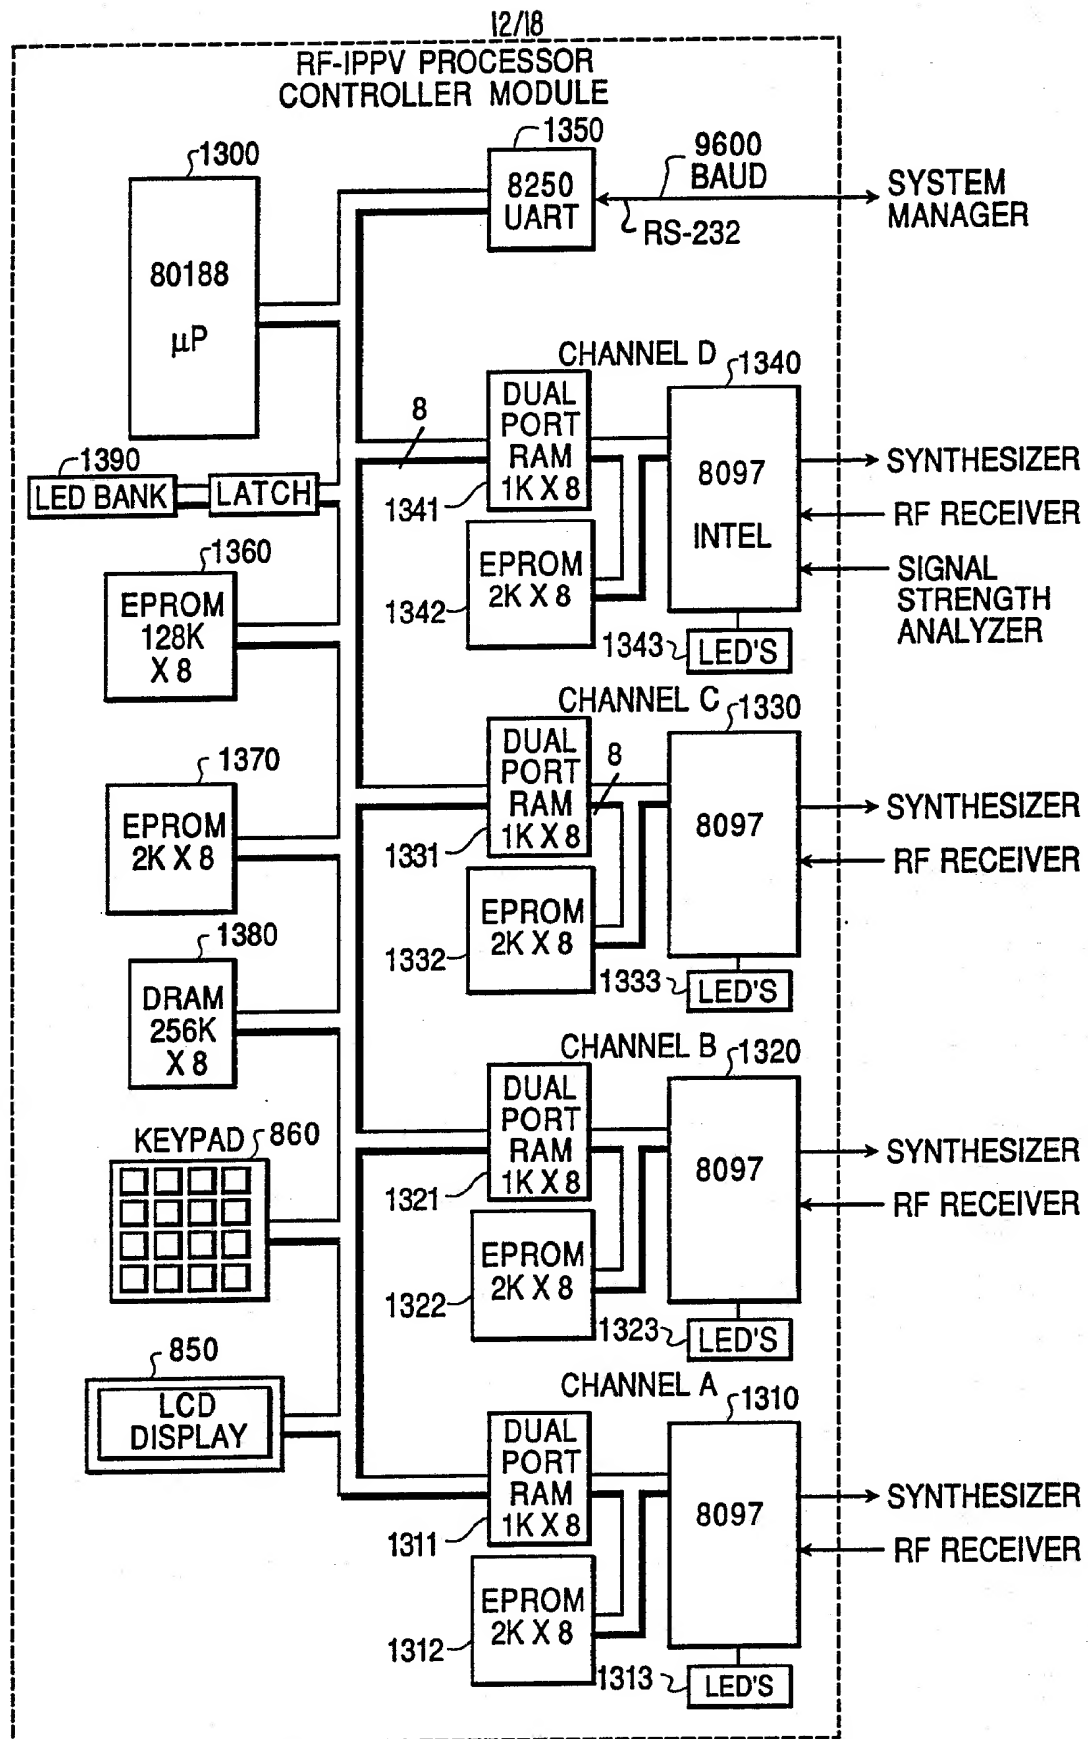 12/18
RF-IPPV PROCESSOR
CONTROLLER MODULE
1300
80188
µP
1350
8250
UART
9600
BAUD
RS-232
SYSTEM
MANAGER
1390
LED BANK
LATCH
8
CHANNEL D
DUAL
PORT
RAM
1K X 8
1341
EPROM
2K X 8
1342
1340
8097
INTEL
1343
LED'S
SYNTHESIZER
RF RECEIVER
SIGNAL
STRENGTH
ANALYZER
1360
EPROM
128K
X 8
CHANNEL C
DUAL
PORT
RAM
1K X 8
8
1331
EPROM
2K X 8
1332
1330
8097
1333
LED'S
SYNTHESIZER
RF RECEIVER
1370
EPROM
2K X 8
1380
DRAM
256K
X 8
CHANNEL B
DUAL
PORT
RAM
1K X 8
1321
EPROM
2K X 8
1322
1320
8097
1323
LED'S
SYNTHESIZER
RF RECEIVER
KEYPAD
860
850
LCD
DISPLAY
CHANNEL A
DUAL
PORT
RAM
1K X 8
1311
EPROM
2K X 8
1312
1310
8097
1313
LED'S
SYNTHESIZER
RF RECEIVER